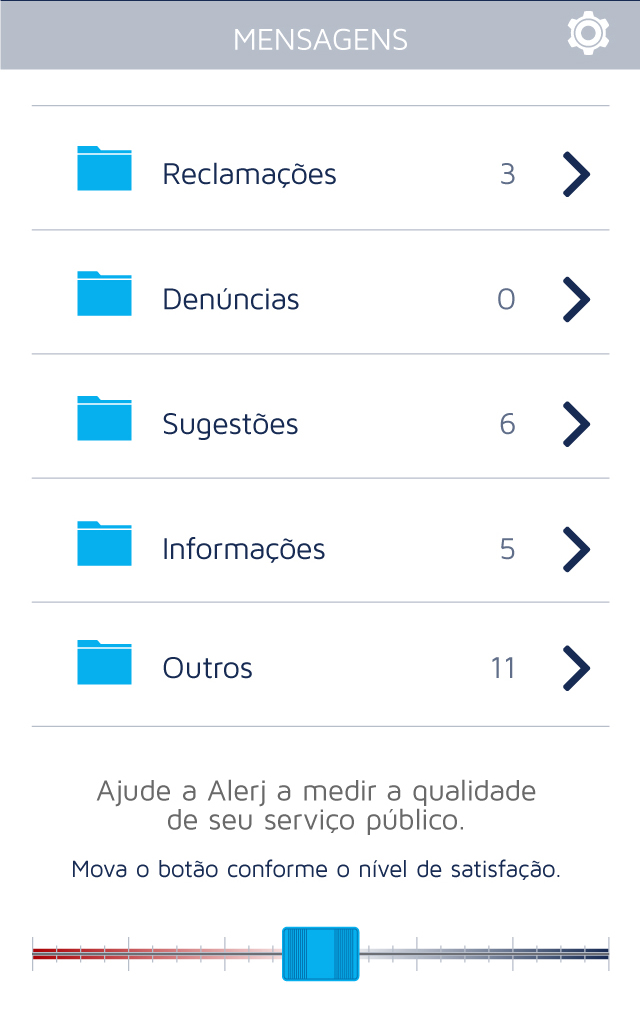 MENSAGENS
Reclamações 3
Denúncias 0
Sugestões 6
Informações 5
Outros 11
Ajude a Alerj a medir a qualidade
de seu serviço público.
Mova o botão conforme o nível de satisfação.